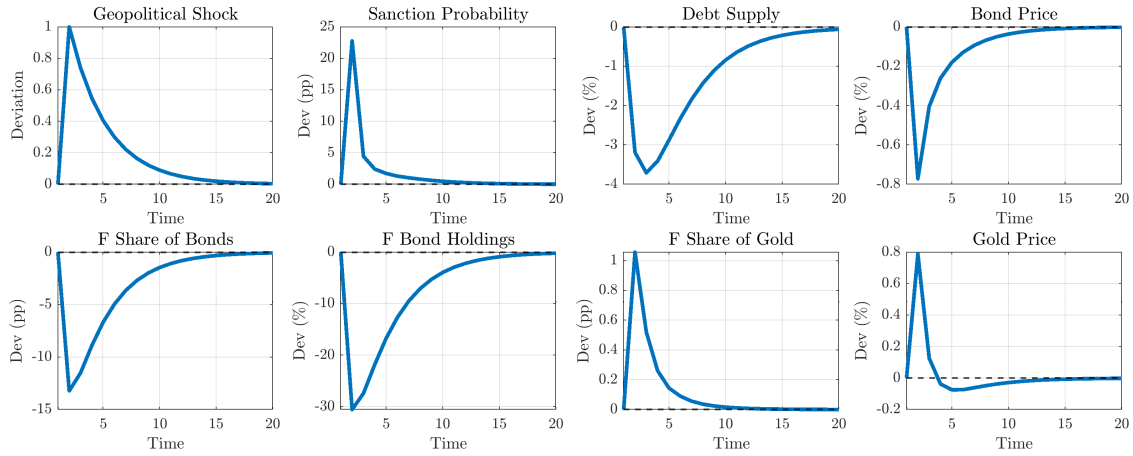 Geopolitical Shock
Deviation
1
0.8
0.6
0.4
0.2
0
5 10 15 20
Time
Sanction Probability
Dev (pp)
25
20
15
10
5
0
5 10 15 20
Time
Debt Supply
Dev (%)
0
-1
-2
-3
-4
5 10 15 20
Time
Bond Price
Dev (%)
0
-0.2
-0.4
-0.6
-0.8
5 10 15 20
Time
F Share of Bonds
Dev (pp)
0
-5
-10
-15
5 10 15 20
Time
F Bond Holdings
Dev (%)
0
-10
-20
-30
5 10 15 20
Time
F Share of Gold
Dev (pp)
1
0.8
0.6
0.4
0.2
0
5 10 15 20
Time
Gold Price
Dev (%)
0.8
0.6
0.4
0.2
0
-0.2
5 10 15 20
Time